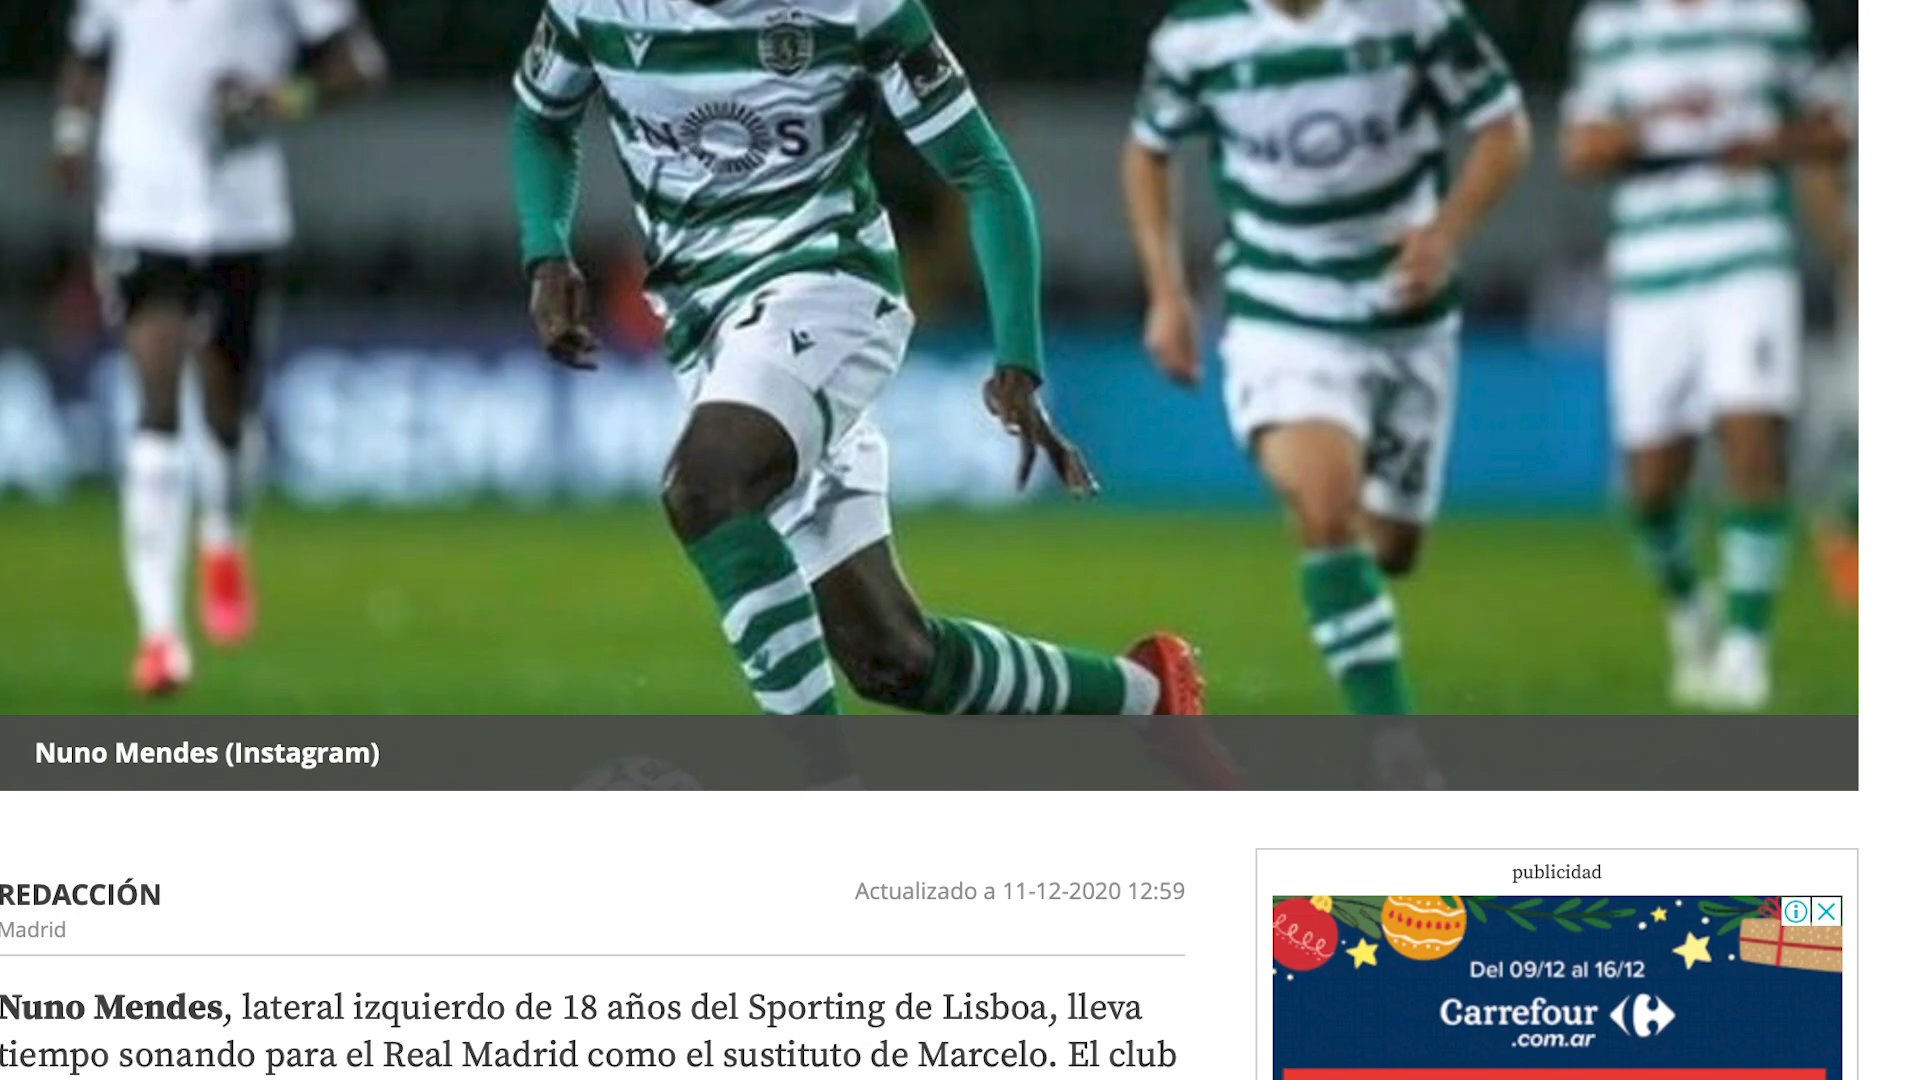 NOS
NOS
Nuno Mendes (Instagram)
REDACCIÓN
Actualizado a 11-12-2020 12:59
Madrid
Nuno Mendes, lateral izquierdo de 18 años del Sporting de Lisboa, lleva
tiempo sonando para el Real Madrid como el sustituto de Marcelo. El club
publicidad
Del 09/12 al 16/12
Carrefour
.com.ar